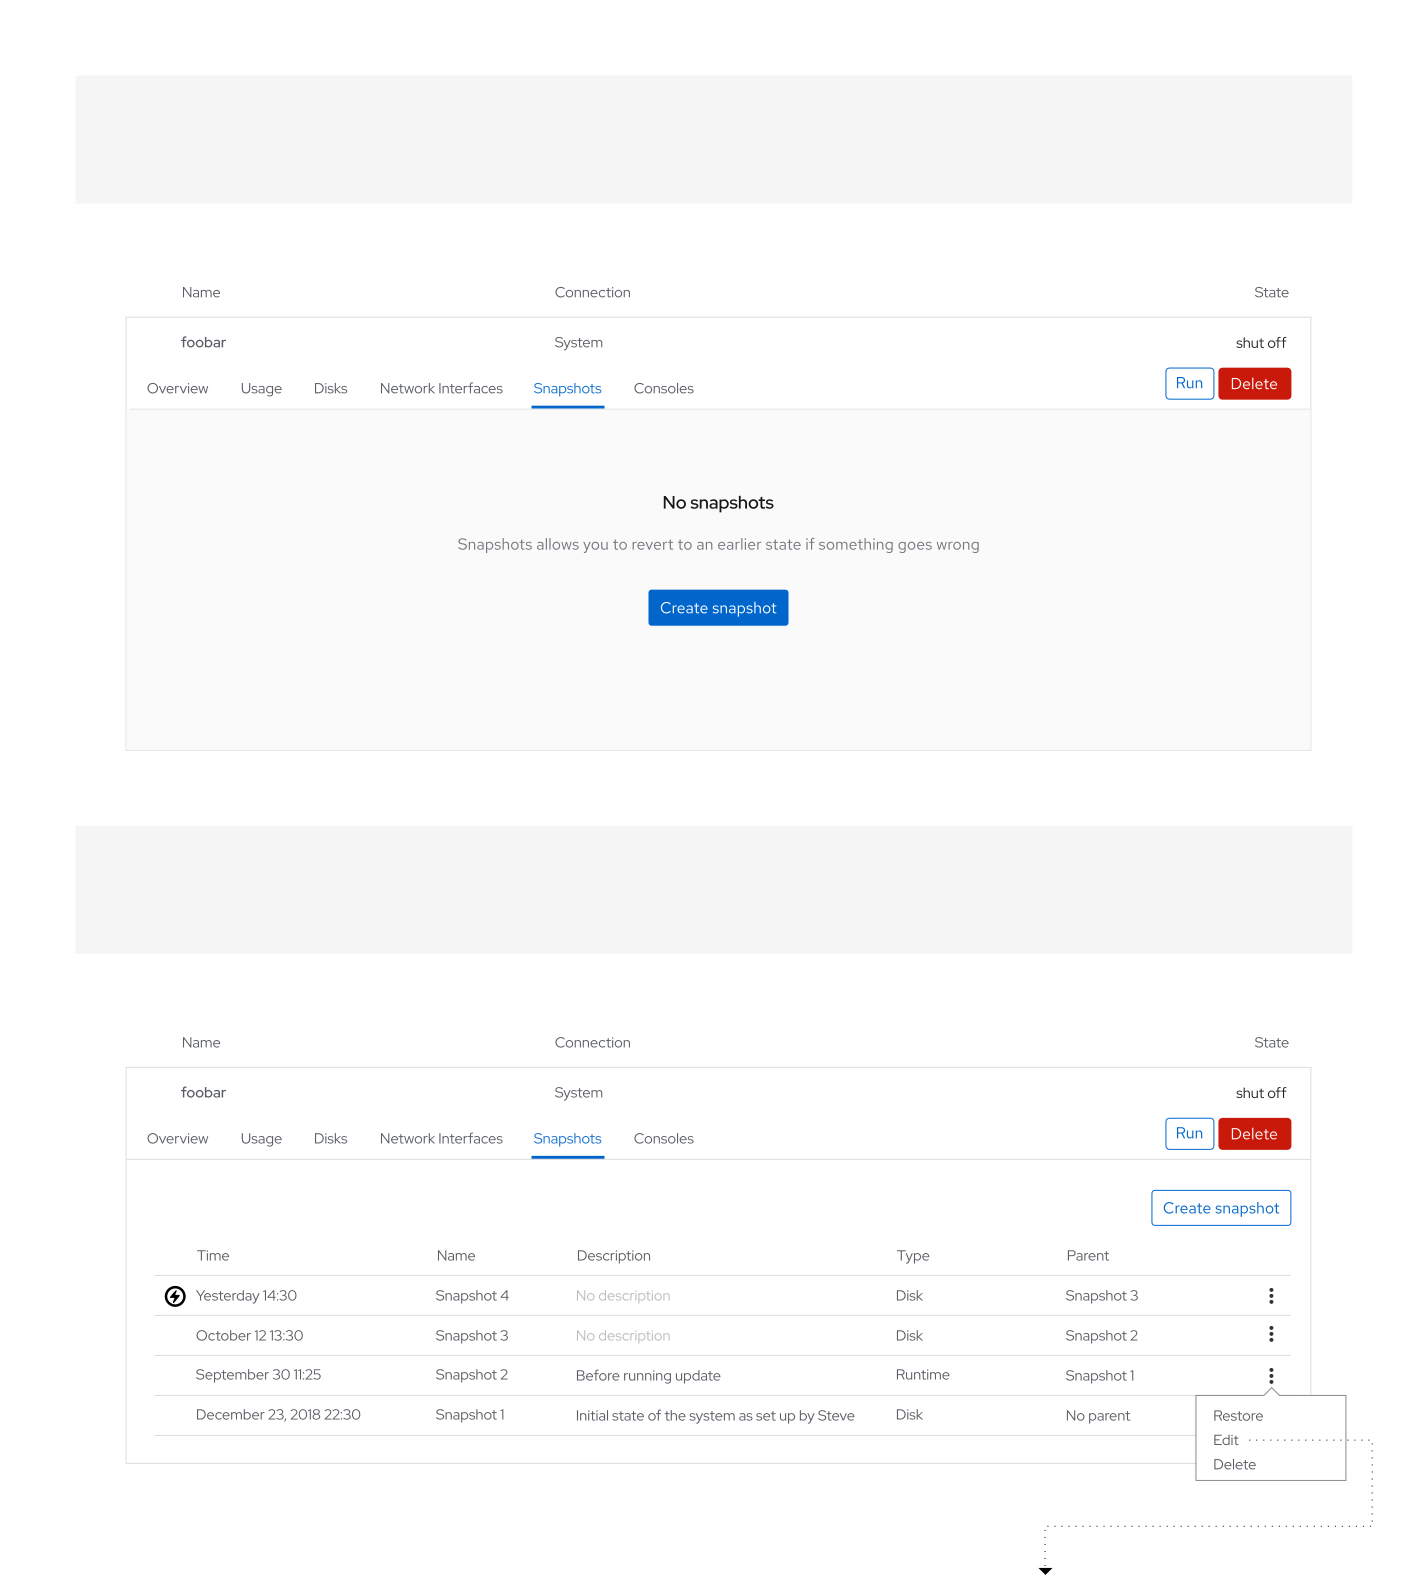 Name Connection State
foobar System shut off
Overview Usage Disks Network Interfaces Snapshots Consoles Run Delete
No snapshots
Snapshots allows you to revert to an earlier state if something goes wrong
Create snapshot
Name Connection State
foobar System shut off
Overview Usage Disks Network Interfaces Snapshots Consoles Run Delete
Create snapshot
Time Name Description Type Parent
Yesterday 14:30 Snapshot 4 No description Disk Snapshot 3
October 12 13:30 Snapshot 3 No description Disk Snapshot 2
September 30 11:25 Snapshot 2 Before running update Runtime Snapshot 1
December 23, 2018 22:30 Snapshot 1 Initial state of the system as set up by Steve Disk No parent
Restore
Edit
Delete